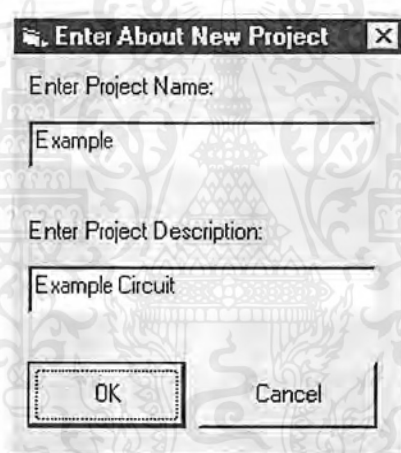 Enter About New Project
Enter Project Name:
Example
Enter Project Description:
Example Circuit
OK
Cancel